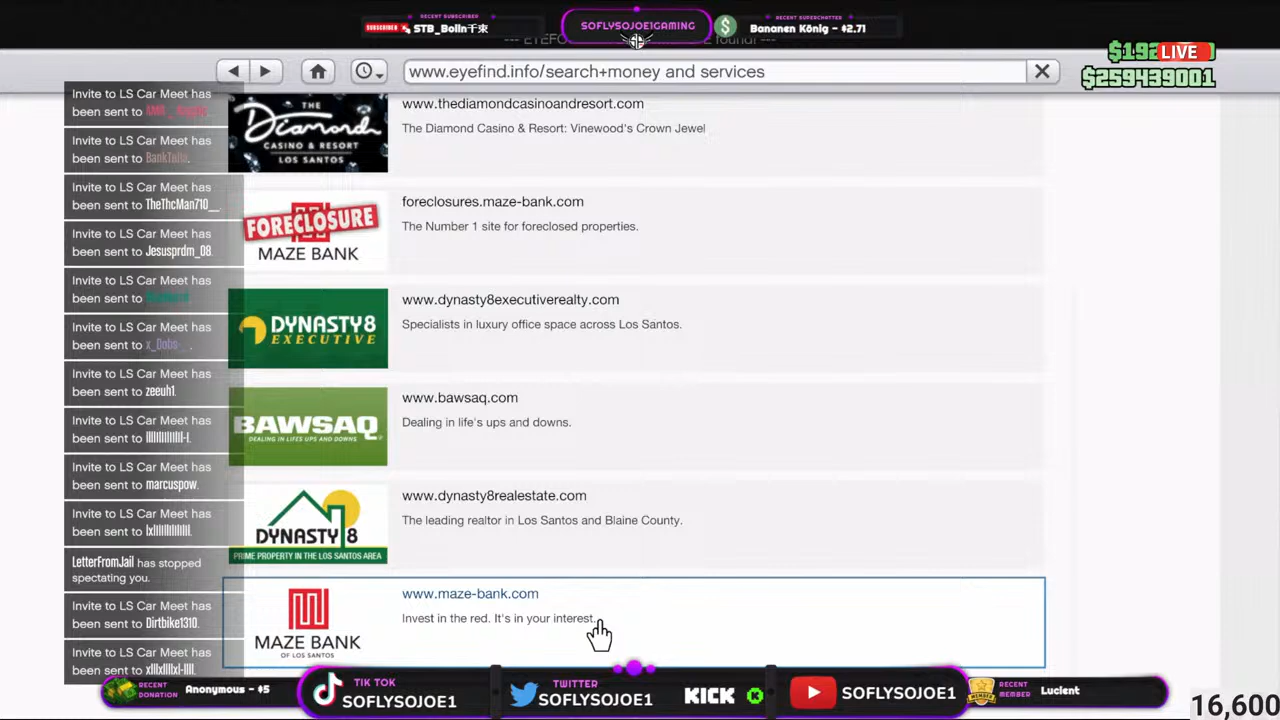 RECENT SUBSCRIBER
SUBSCRIBED
STB_Bolln千來
SOFLYSOJOE1GAMING
RECENT SUPERCHATTER
Bananen König - $2.71
LIVE
$259439001
www.eyefind.info/search+money and services
Invite to LS Car Meet has
been sent to
Invite to LS Car Meet has
been sent to BankTulla.
Invite to LS Car Meet has
been sent to TheThcMan710__.
Invite to LS Car Meet has
been sent to Jesusprdm_08.
Invite to LS Car Meet has
been sent to
Invite to LS Car Meet has
been sent to x_Dobs-_.
Invite to LS Car Meet has
been sent to zeeuh1.
Invite to LS Car Meet has
been sent to
Invite to LS Car Meet has
been sent to marcuspow.
Invite to LS Car Meet has
been sent to
LetterFromJail has stopped
spectating you.
Invite to LS Car Meet has
been sent to Dirtbike1310.
Invite to LS Car Meet has
been sent to
THE
Diamond
CASINO & RESORT
LOS SANTOS
www.thediamondcasinoandresort.com
The Diamond Casino & Resort: Vinewood's Crown Jewel
FORECLOSURE
MAZE BANK
foreclosures.maze-bank.com
The Number 1 site for foreclosed properties.
DYNASTY8
EXECUTIVE
www.dynasty8executiverealty.com
Specialists in luxury office space across Los Santos.
BAWSAQ
DEALING IN LIFE'S UPS AND DOWNS
www.bawsaq.com
Dealing in life's ups and downs.
DYNASTY 8
PRIME PROPERTY IN THE LOS SANTOS AREA
www.dynasty8realestate.com
The leading realtor in Los Santos and Blaine County.
MAZE BANK
OF LOS SANTOS
www.maze-bank.com
Invest in the red. It's in your interest.
RECENT
DONATION
Anonymous - $5
TIK TOK
SOFLYSOJOE1
TWITTER
SOFLYSOJOE1
KICK
SOFLYSOJOE1
RECENT
MEMBER
Lucient
16,600